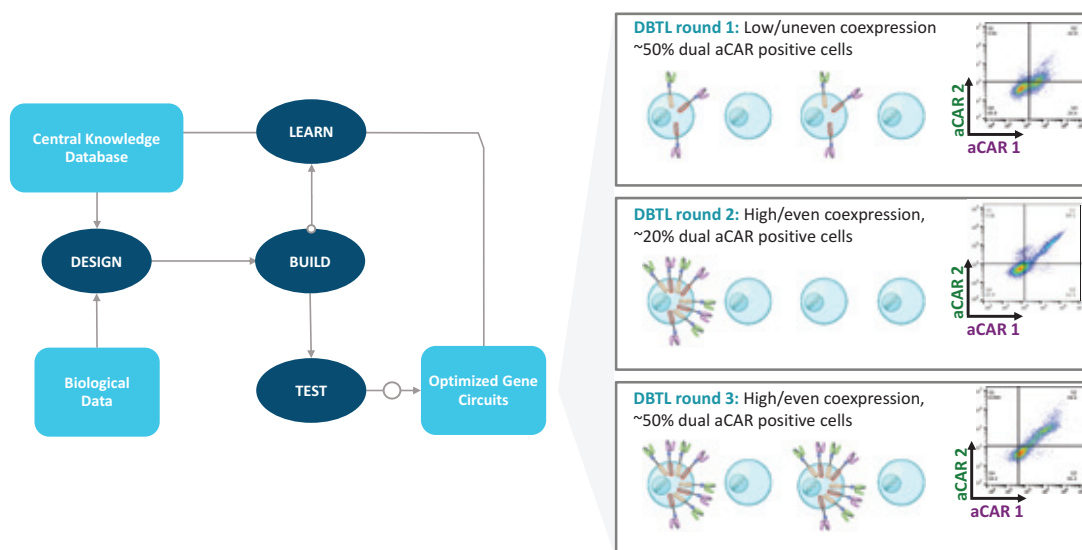 Central Knowledge
Database
LEARN
DESIGN
BUILD
Biological
Data
TEST
Optimized Gene
Circuits
DBTL round 1: Low/uneven coexpression
~50% dual aCAR positive cells
aCAR 2
aCAR 1
DBTL round 2: High/even coexpression,
~20% dual aCAR positive cells
aCAR 2
aCAR 1
DBTL round 3: High/even coexpression,
~50% dual aCAR positive cells
aCAR 2
aCAR 1